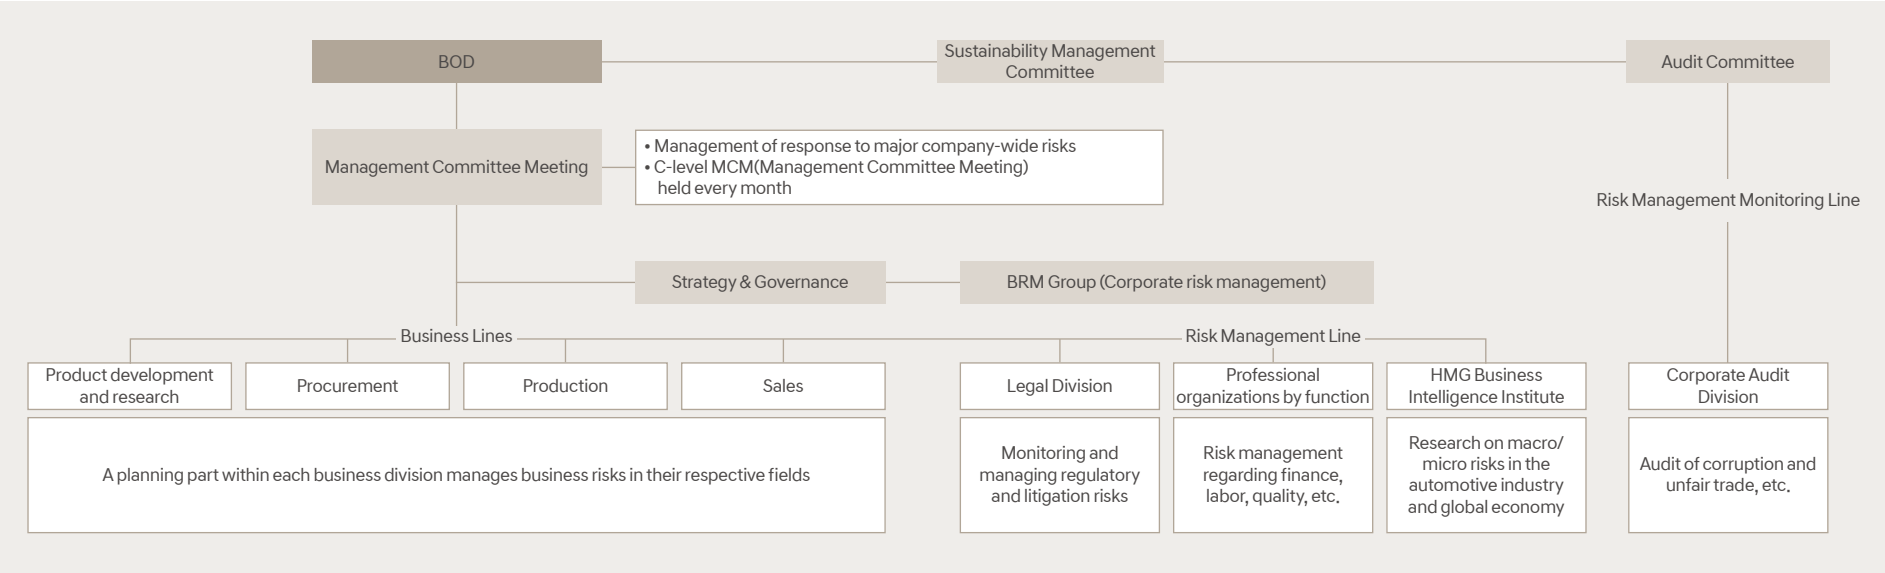 BOD
Sustainability Management
Committee
Audit Committee
Management Committee Meeting
• Management of response to major company-wide risks
• C-level MCM(Management Committee Meeting)
held every month
Risk Management Monitoring Line
Strategy & Governance
BRM Group (Corporate risk management)
Business Lines
Risk Management Line
Product development
and research
Procurement
Production
Sales
Legal Division
Professional
organizations by function
HMG Business
Intelligence Institute
Corporate Audit
Division
A planning part within each business division manages business risks in their respective fields
Monitoring and
managing regulatory
and litigation risks
Risk management
regarding finance,
labor, quality, etc.
Research on macro/
micro risks in the
automotive industry
and global economy
Audit of corruption and
unfair trade, etc.